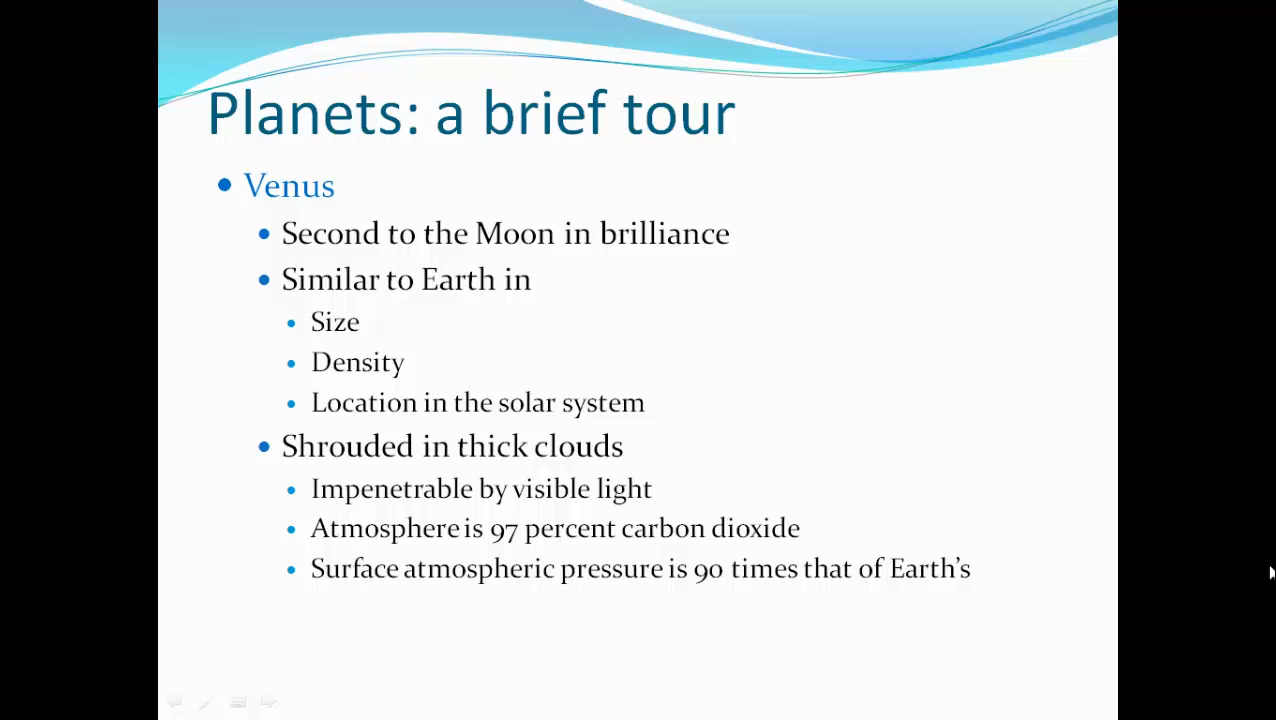 Planets: a brief tour
Venus
Second to the Moon in brilliance
Similar to Earth in
Size
Density
Location in the solar system
Shrouded in thick clouds
Impenetrable by visible light
Atmosphere is 97 percent carbon dioxide
Surface atmospheric pressure is 90 times that of Earth’s